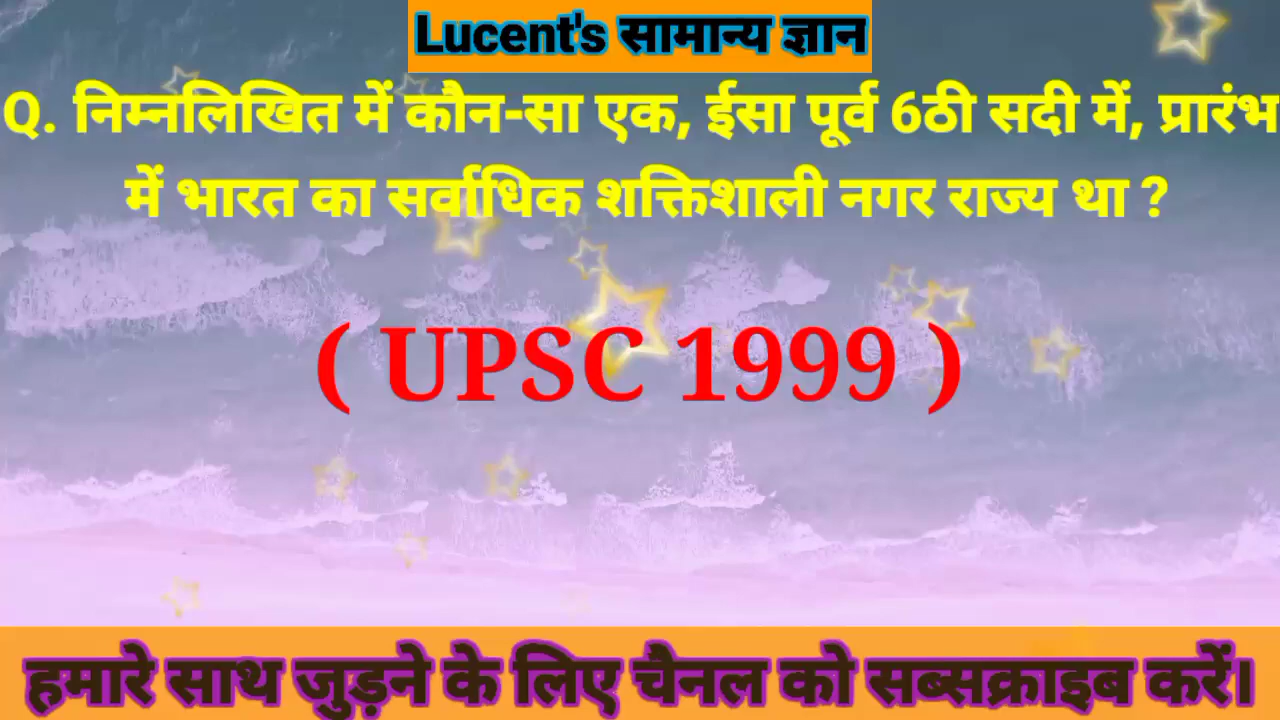 Lucent's सामान्य ज्ञान
Q. निम्नलिखित में कौन-सा एक, ईसा पूर्व 6ठी सदी में, प्रारंभ
में भारत का सर्वाधिक शक्तिशाली नगर राज्य था ?
( UPSC 1999 )
हमारे साथ जुड़ने के लिए चैनल को सब्सक्राइब करें।